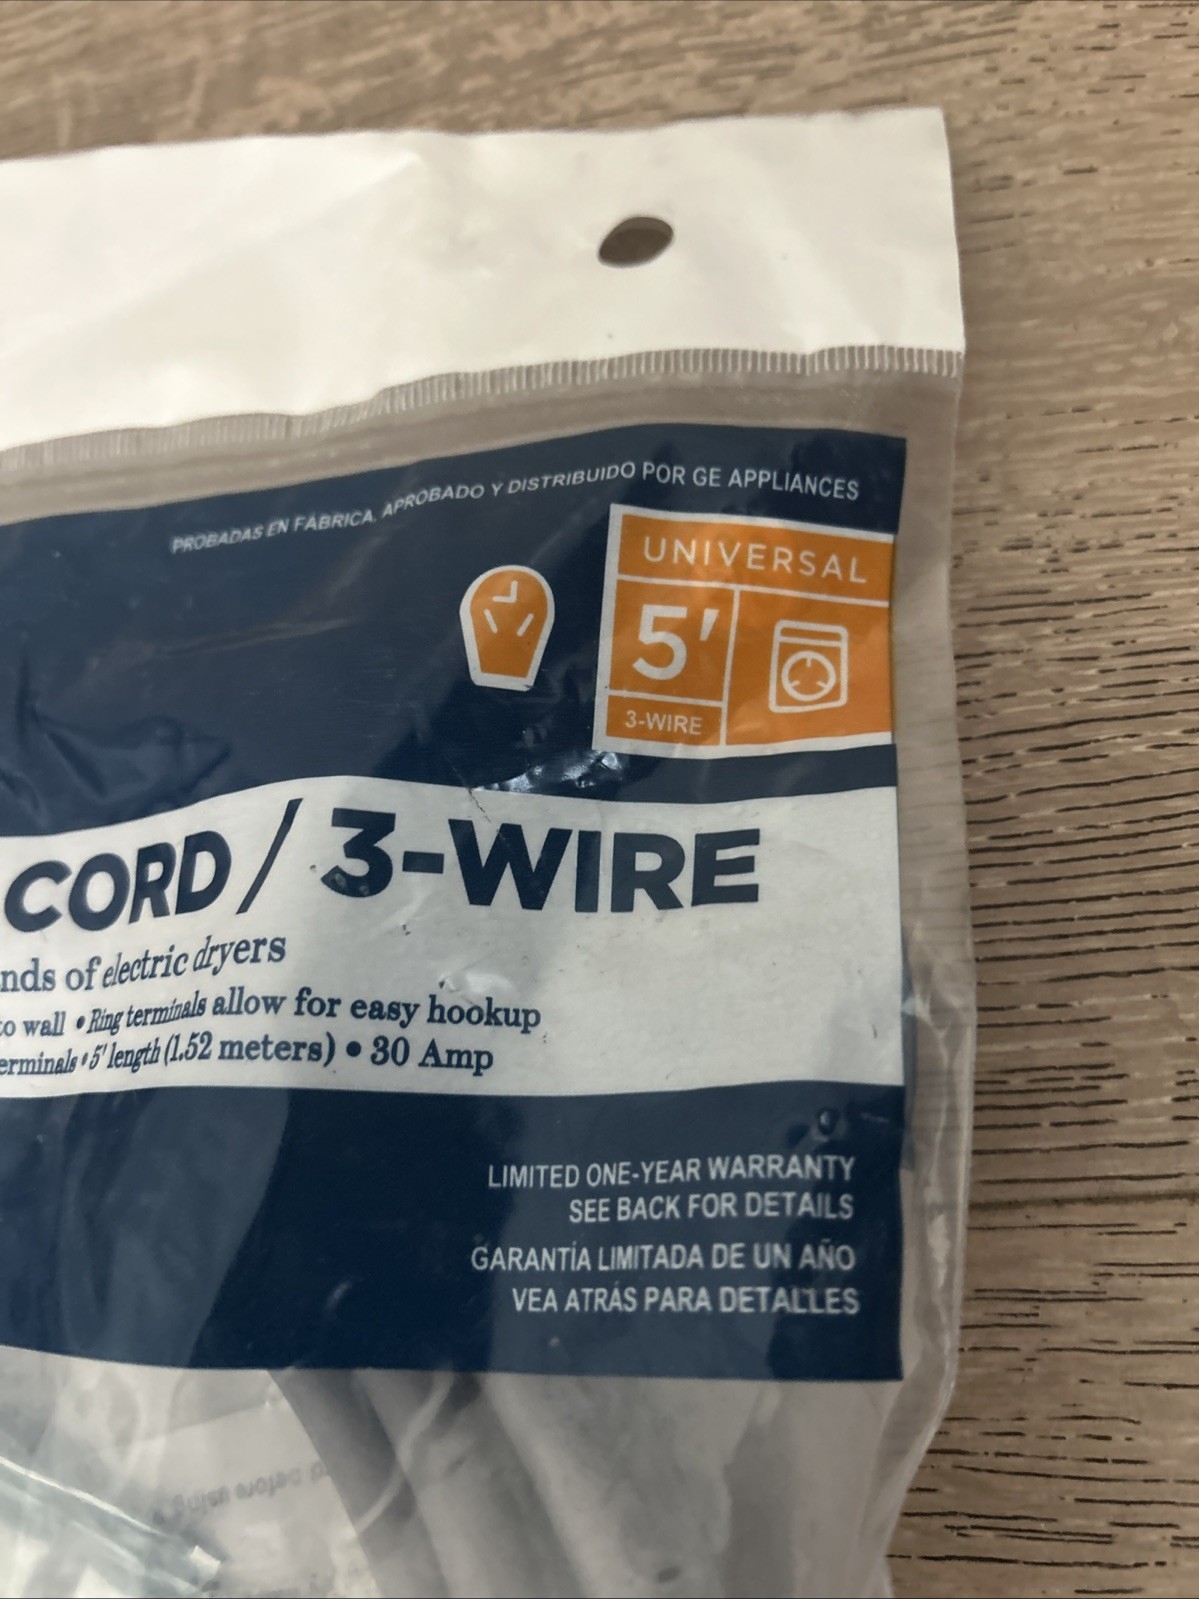 PROBADAS EN FÁBRICA, APROBADO Y DISTRIBUIDO POR GE APPLIANCES
UNIVERSAL
5'
3-WIRE
CORD / 3-WIRE
nds of electric dryers
to wall • Ring terminals allow for easy hookup
erminals • 5' length (1.52 meters) • 30 Amp
LIMITED ONE-YEAR WARRANTY
SEE BACK FOR DETAILS
GARANTÍA LIMITADA DE UN AÑO
VEA ATRÁS PARA DETALLES
before using